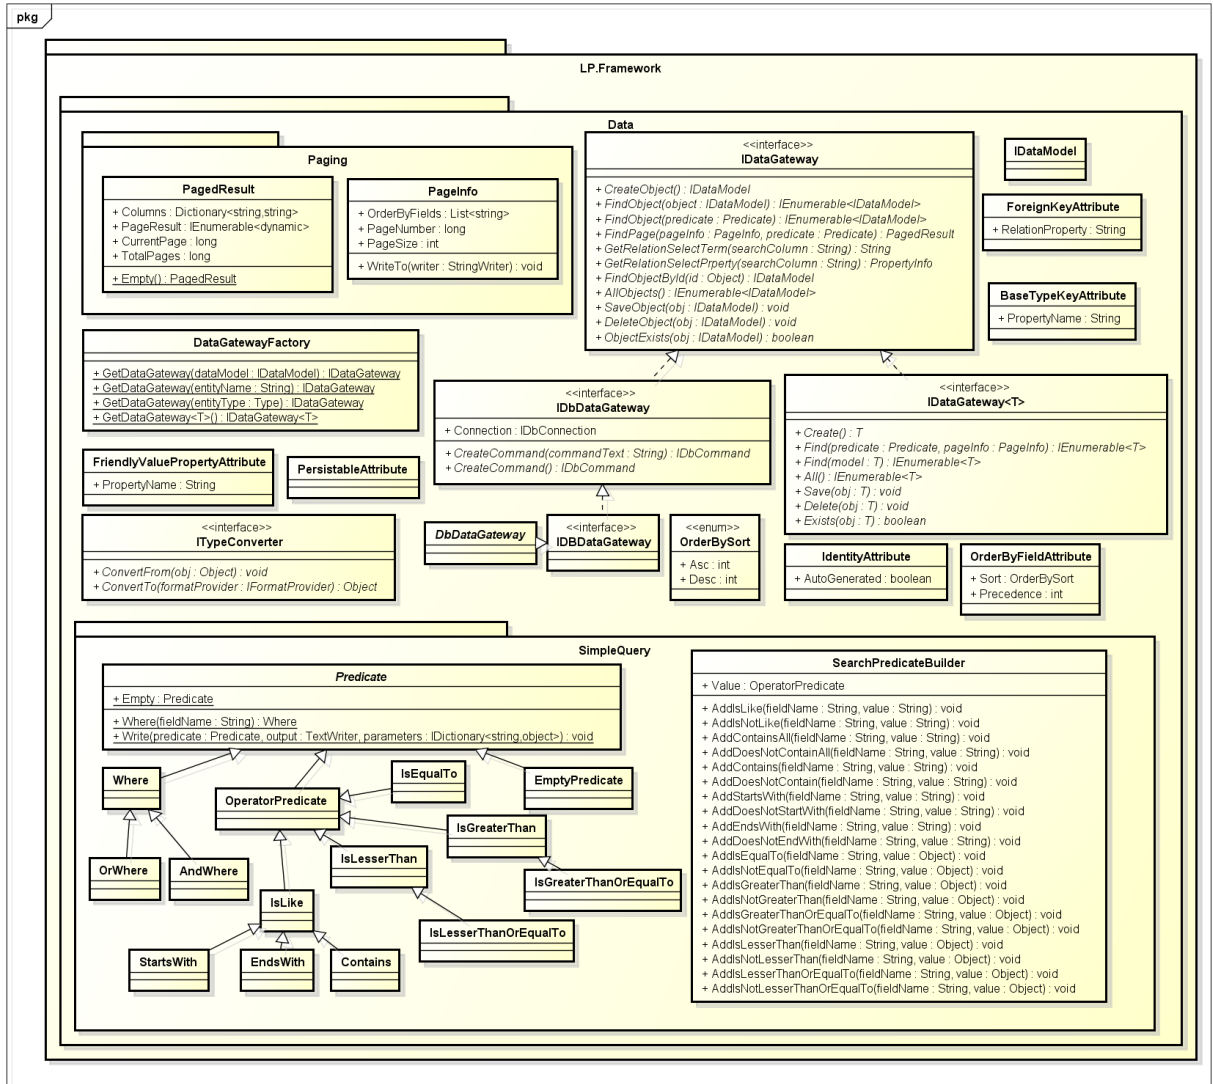 pkg
LP.Framework
Data
Paging
PagedResult
+ Columns : Dictionary<string,string>
+ PageResult : IEnumerable<dynamic>
+ CurrentPage : long
+ TotalPages : long
+ Empty() : PagedResult
PageInfo
+ OrderByFields : List<string>
+ PageNumber : long
+ PageSize : int
+ WriteTo(writer : StringWriter) : void
<<interface>>
IDataGateway
+ CreateObject() : IDataModel
+ FindObject(object : IDataModel) : IEnumerable<IDataModel>
+ FindObject(predicate : Predicate) : IEnumerable<IDataModel>
+ FindPage(pageInfo : PageInfo, predicate : Predicate) : PagedResult
+ GetRelationSelectTerm(searchColumn : String) : String
+ GetRelationSelectPrperty(searchColumn : String) : PropertyInfo
+ FindObjectById(id : Object) : IDataModel
+ AllObjects() : IEnumerable<IDataModel>
+ SaveObject(obj : IDataModel) : void
+ DeleteObject(obj : IDataModel) : void
+ ObjectExists(obj : IDataModel) : boolean
IDataModel
ForeignKeyAttribute
+ RelationProperty : String
BaseTypeKeyAttribute
+ PropertyName : String
DataGatewayFactory
+ GetDataGateway(dataModel : IDataModel) : IDataGateway
+ GetDataGateway(entityName : String) : IDataGateway
+ GetDataGateway(entityType : Type) : IDataGateway
+ GetDataGateway<T>() : IDataGateway<T>
<<interface>>
IDbDataGateway
+ Connection : IDbConnection
+ CreateCommand(commandText : String) : IDbCommand
+ CreateCommand() : IDbCommand
<<interface>>
IDataGateway<T>
+ Create() : T
+ Find(predicate : Predicate, pageInfo : PageInfo) : IEnumerable<T>
+ Find(model : T) : IEnumerable<T>
+ All() : IEnumerable<T>
+ Save(obj : T) : void
+ Delete(obj : T) : void
+ Exists(obj : T) : boolean
FriendlyValuePropertyAttribute
+ PropertyName : String
PersistableAttribute
<<interface>>
ITypeConverter
+ ConvertFrom(obj : Object) : void
+ ConvertTo(formatProvider : IFormatProvider) : Object
DbDataGateway
<<interface>>
IDBDataGateway
<<enum>>
OrderBySort
+ Asc : int
+ Desc : int
IdentityAttribute
+ AutoGenerated : boolean
OrderByFieldAttribute
+ Sort : OrderBySort
+ Precedence : int
SimpleQuery
Predicate
+ Empty : Predicate
+ Where(fieldName : String) : Where
+ Write(predicate : Predicate, output : TextWriter, parameters : IDictionary<string,object>) : void
Where
OperatorPredicate
IsEqualTo
EmptyPredicate
IsGreaterThan
OrWhere
AndWhere
IsLesserThan
IsGreaterThanOrEqualTo
IsLike
IsLesserThanOrEqualTo
StartsWith
EndsWith
Contains
SearchPredicateBuilder
+ Value : OperatorPredicate
+ AddIsLike(fieldName : String, value : String) : void
+ AddIsNotLike(fieldName : String, value : String) : void
+ AddContainsAll(fieldName : String, value : String) : void
+ AddDoesNotContainAll(fieldName : String, value : String) : void
+ AddContains(fieldName : String, value : String) : void
+ AddDoesNotContain(fieldName : String, value : String) : void
+ AddStartsWith(fieldName : String, value : String) : void
+ AddDoesNotStartWith(fieldName : String, value : String) : void
+ AddEndsWith(fieldName : String, value : String) : void
+ AddDoesNotEndWith(fieldName : String, value : String) : void
+ AddIsEqualTo(fieldName : String, value : Object) : void
+ AddIsNotEqualTo(fieldName : String, value : Object) : void
+ AddIsGreaterThan(fieldName : String, value : Object) : void
+ AddIsNotGreaterThan(fieldName : String, value : Object) : void
+ AddIsGreaterThanOrEqualTo(fieldName : String, value : Object) : void
+ AddIsNotGreaterThanOrEqualTo(fieldName : String, value : Object) : void
+ AddIsLesserThan(fieldName : String, value : Object) : void
+ AddIsNotLesserThan(fieldName : String, value : Object) : void
+ AddIsLesserThanOrEqualTo(fieldName : String, value : Object) : void
+ AddIsNotLesserThanOrEqualTo(fieldName : String, value : Object) : void